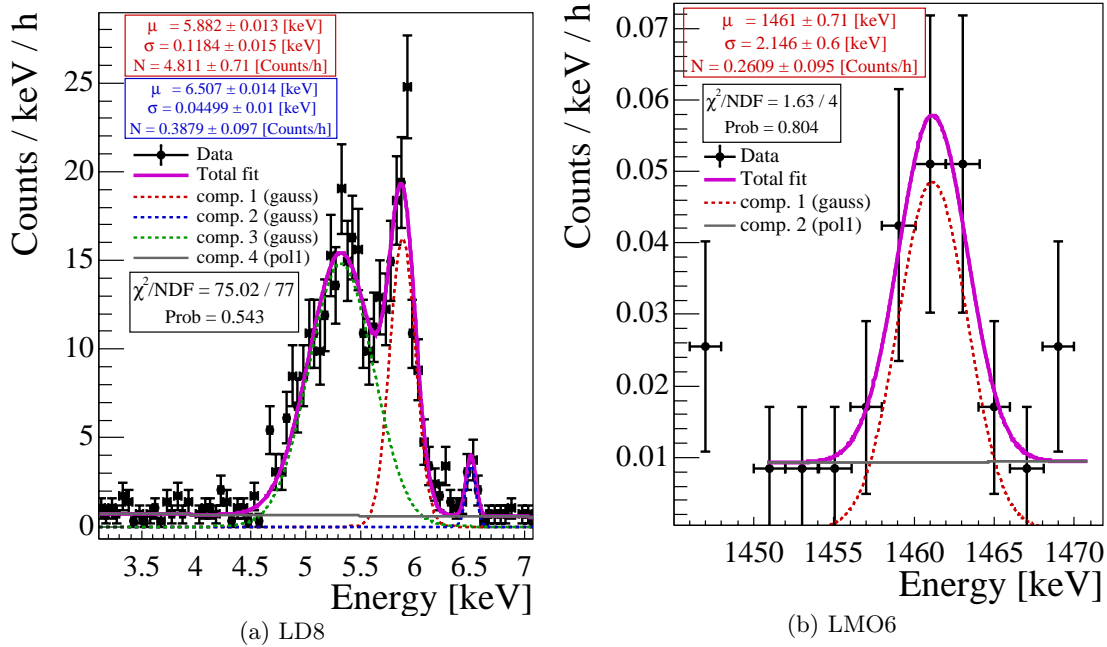 μ = 5.882 ± 0.013 [keV]
σ = 0.1184 ± 0.015 [keV]
N = 4.811 ± 0.71 [Counts/h]
μ = 6.507 ± 0.014 [keV]
σ = 0.04499 ± 0.01 [keV]
N = 0.3879 ± 0.097 [Counts/h]
Data
Total fit
comp. 1 (gauss)
comp. 2 (gauss)
comp. 3 (gauss)
comp. 4 (pol1)
χ²/NDF = 75.02 / 77
Prob = 0.543
Counts / keV / h
25
20
15
10
5
0
3.5 4 4.5 5 5.5 6 6.5 7
Energy [keV]
(a) LD8
μ = 1461 ± 0.71 [keV]
σ = 2.146 ± 0.6 [keV]
N = 0.2609 ± 0.095 [Counts/h]
χ²/NDF = 1.63 / 4
Prob = 0.804
Data
Total fit
comp. 1 (gauss)
comp. 2 (pol1)
Counts / keV / h
0.07
0.06
0.05
0.04
0.03
0.02
0.01
1450 1455 1460 1465 1470
Energy [keV]
(b) LMO6